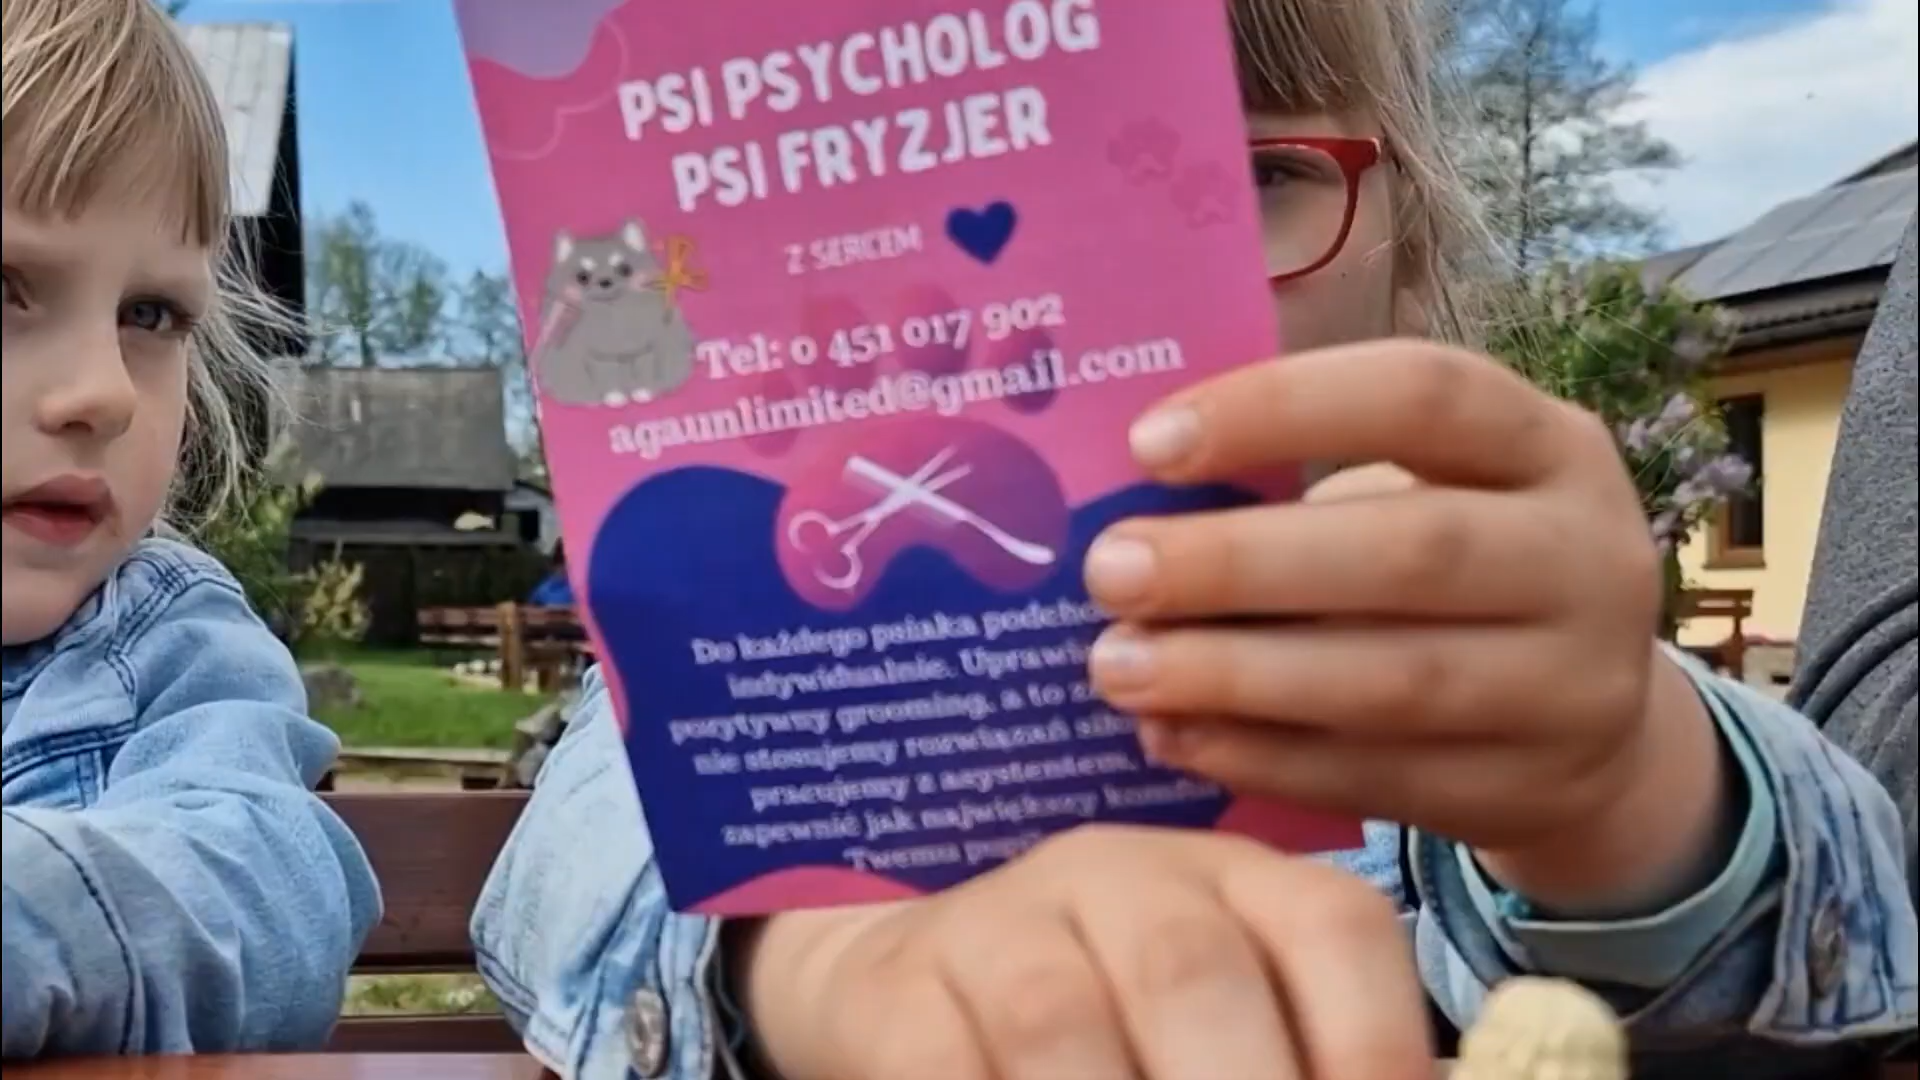 PSI PSYCHOLOG
PSI FRYZJER
Z SERCEM
Tel: 0 451 017 902
agaunlimited@gmail.com
Do każdego psiaka
indywidualnie.
pozytywny grooming, a to
nie stosujemy rozwiązań
pracujemy z asystentem,
zapewnić jak największy
Twemu